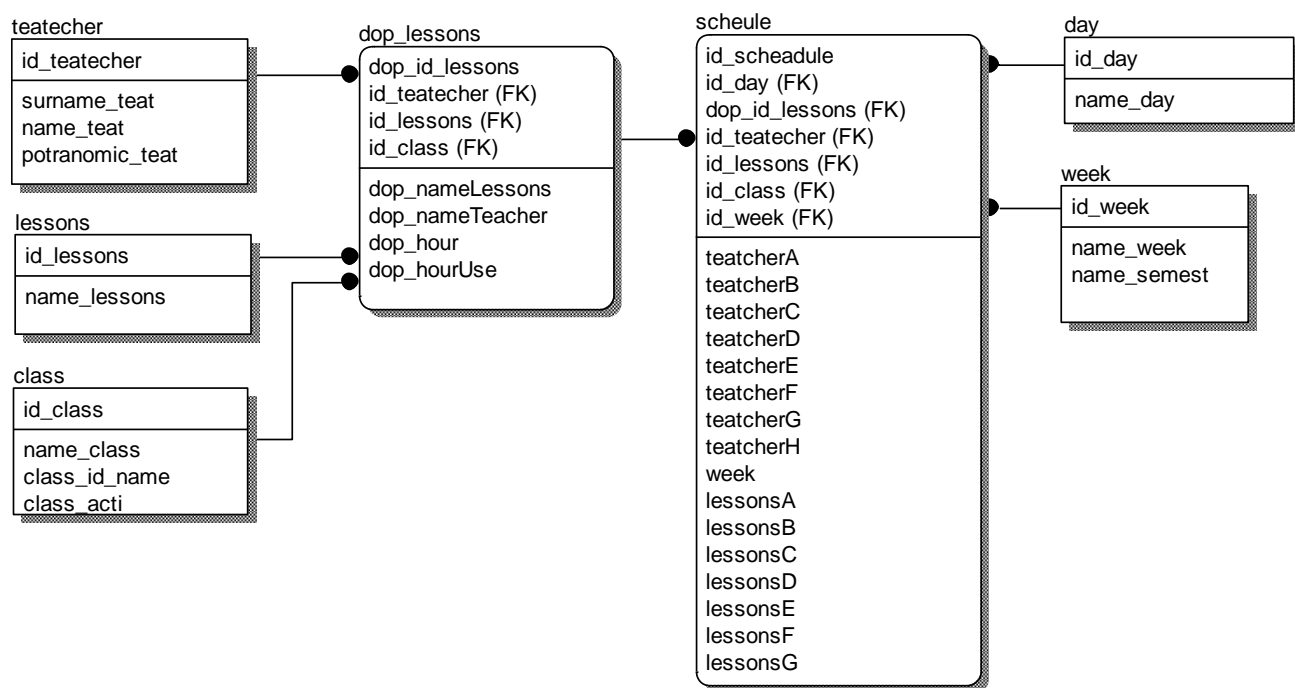 teatecher
id_teatecher
surname_teat
name_teat
potranomic_teat
lessons
id_lessons
name_lessons
class
id_class
name_class
class_id_name
class_acti
dop_lessons
dop_id_lessons
id_teatecher (FK)
id_lessons (FK)
id_class (FK)
dop_nameLessons
dop_nameTeacher
dop_hour
dop_hourUse
scheule
id_scheadule
id_day (FK)
dop_id_lessons (FK)
id_teatecher (FK)
id_lessons (FK)
id_class (FK)
id_week (FK)
teatcherA
teatcherB
teatcherC
teatcherD
teatcherE
teatcherF
teatcherG
teatcherH
week
lessonsA
lessonsB
lessonsC
lessonsD
lessonsE
lessonsF
lessonsG
day
id_day
name_day
week
id_week
name_week
name_semest